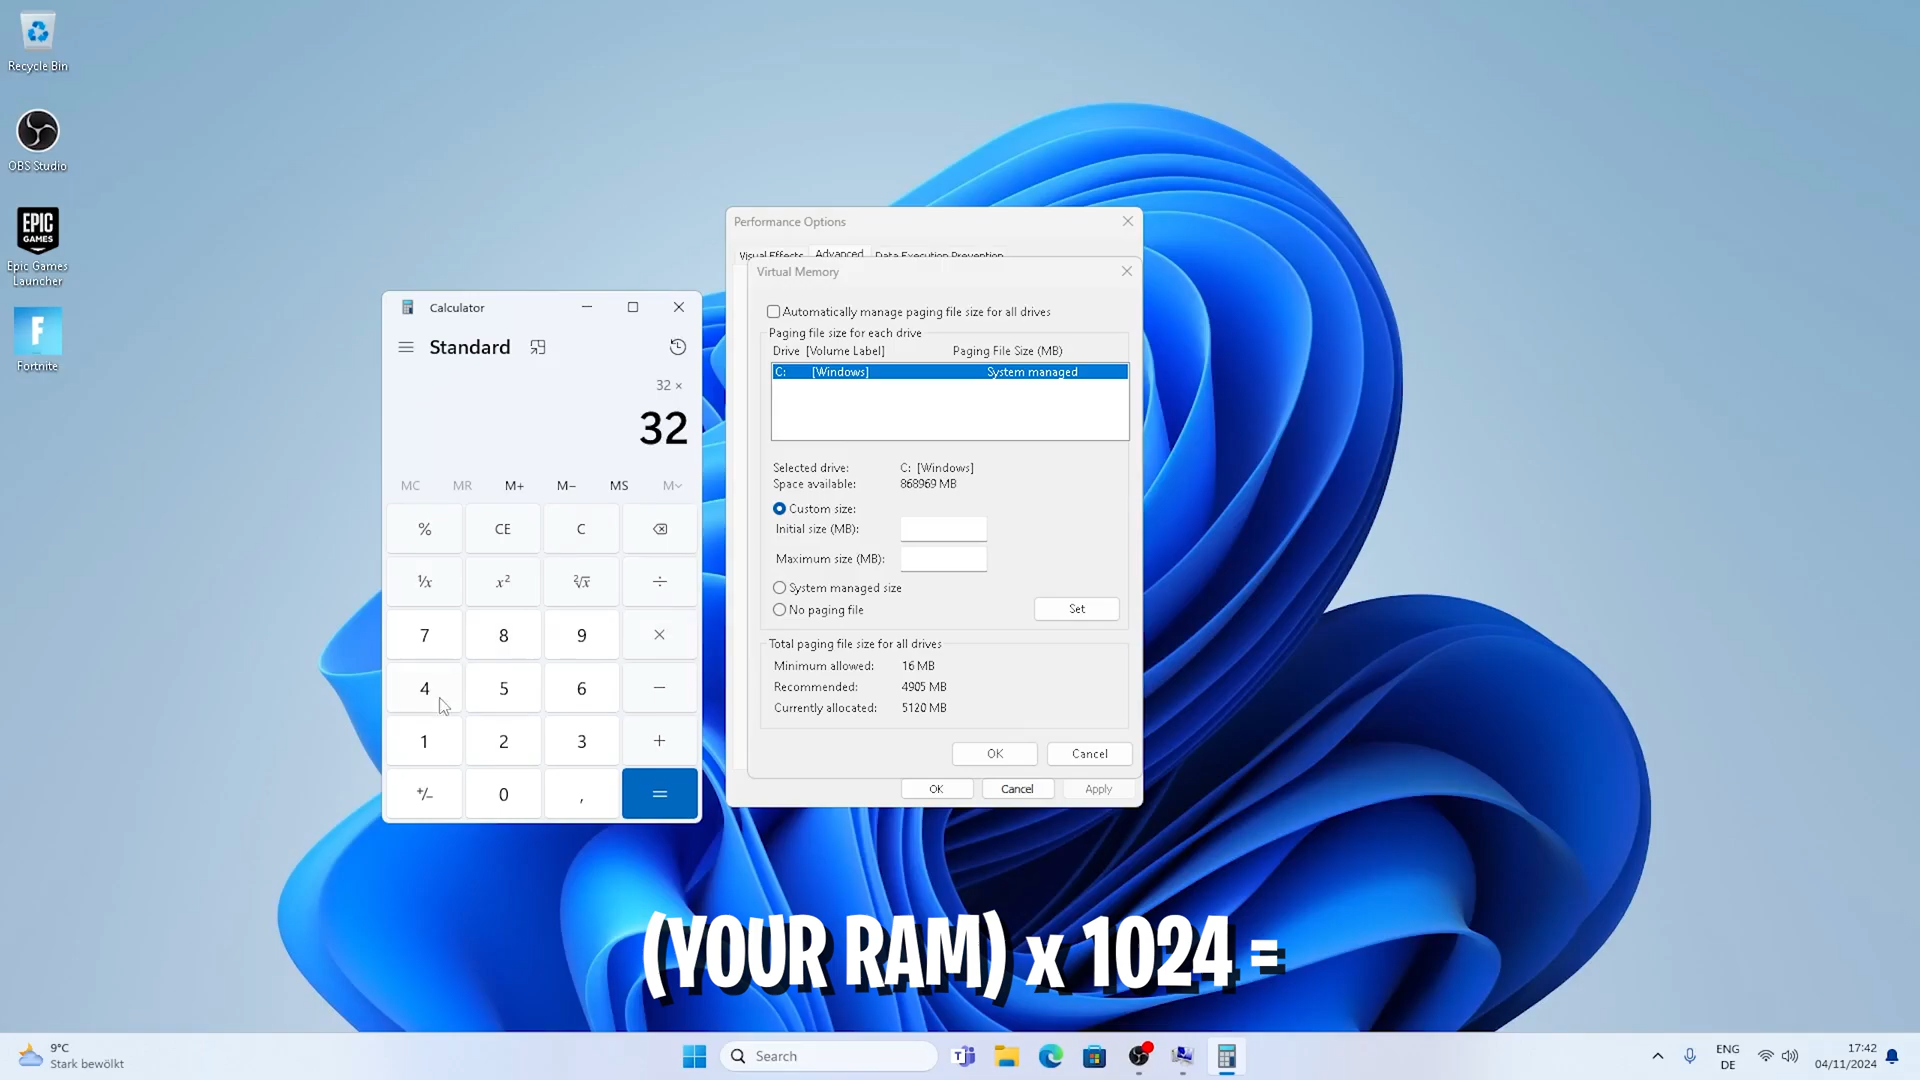 Recycle Bin
OBS Studio
EPIC
GAMES
Epic Games
Launcher
F
Fortnite
Calculator
Standard
32 ×
32
MC MR M+ M− MS M
% CE C
⅟x x² ²√x ÷
7 8 9 ×
4 5 6 −
1 2 3 +
+/− 0 , =
Performance Options
Visual Effects Advanced Data Execution Prevention
Virtual Memory
Automatically manage paging file size for all drives
Paging file size for each drive
Drive [Volume Label] Paging File Size (MB)
C: [Windows] System managed
Selected drive: C: [Windows]
Space available: 868969 MB
Custom size:
Initial size (MB):
Maximum size (MB):
System managed size
No paging file
Set
Total paging file size for all drives
Minimum allowed: 16 MB
Recommended: 4905 MB
Currently allocated: 5120 MB
OK Cancel
OK Cancel Apply
(YOUR RAM) x 1024 =
9°C
Stark bewölkt
Search
ENG
DE
17:42
04/11/2024